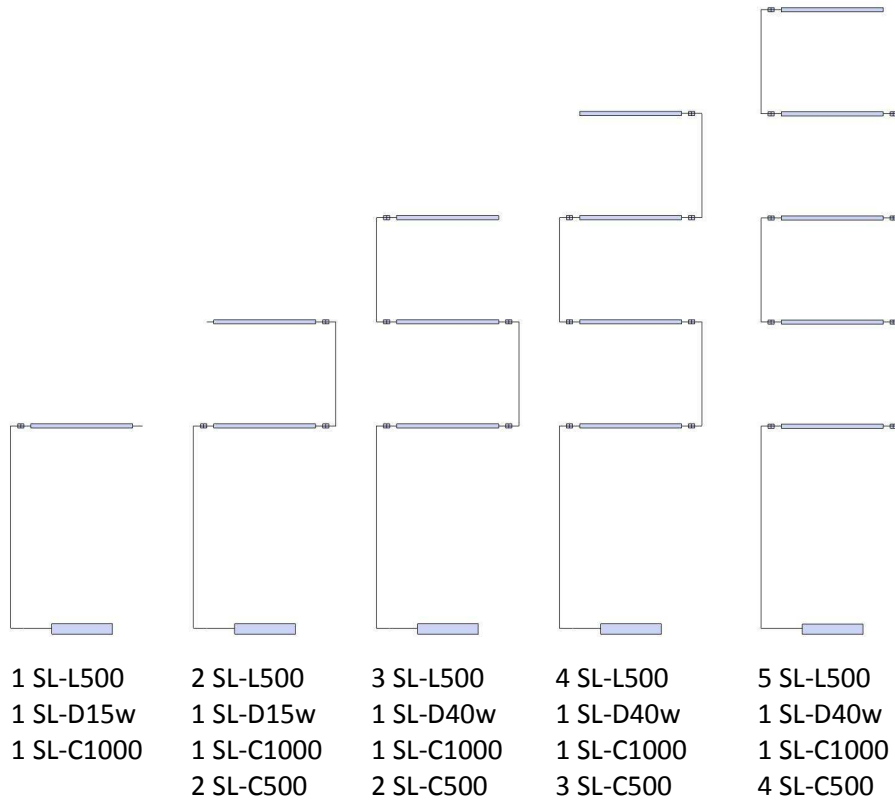 1 SL-L500
1 SL-D15w
1 SL-C1000
2 SL-L500
1 SL-D15w
1 SL-C1000
2 SL-C500
3 SL-L500
1 SL-D40w
1 SL-C1000
2 SL-C500
4 SL-L500
1 SL-D40w
1 SL-C1000
3 SL-C500
5 SL-L500
1 SL-D40w
1 SL-C1000
4 SL-C500